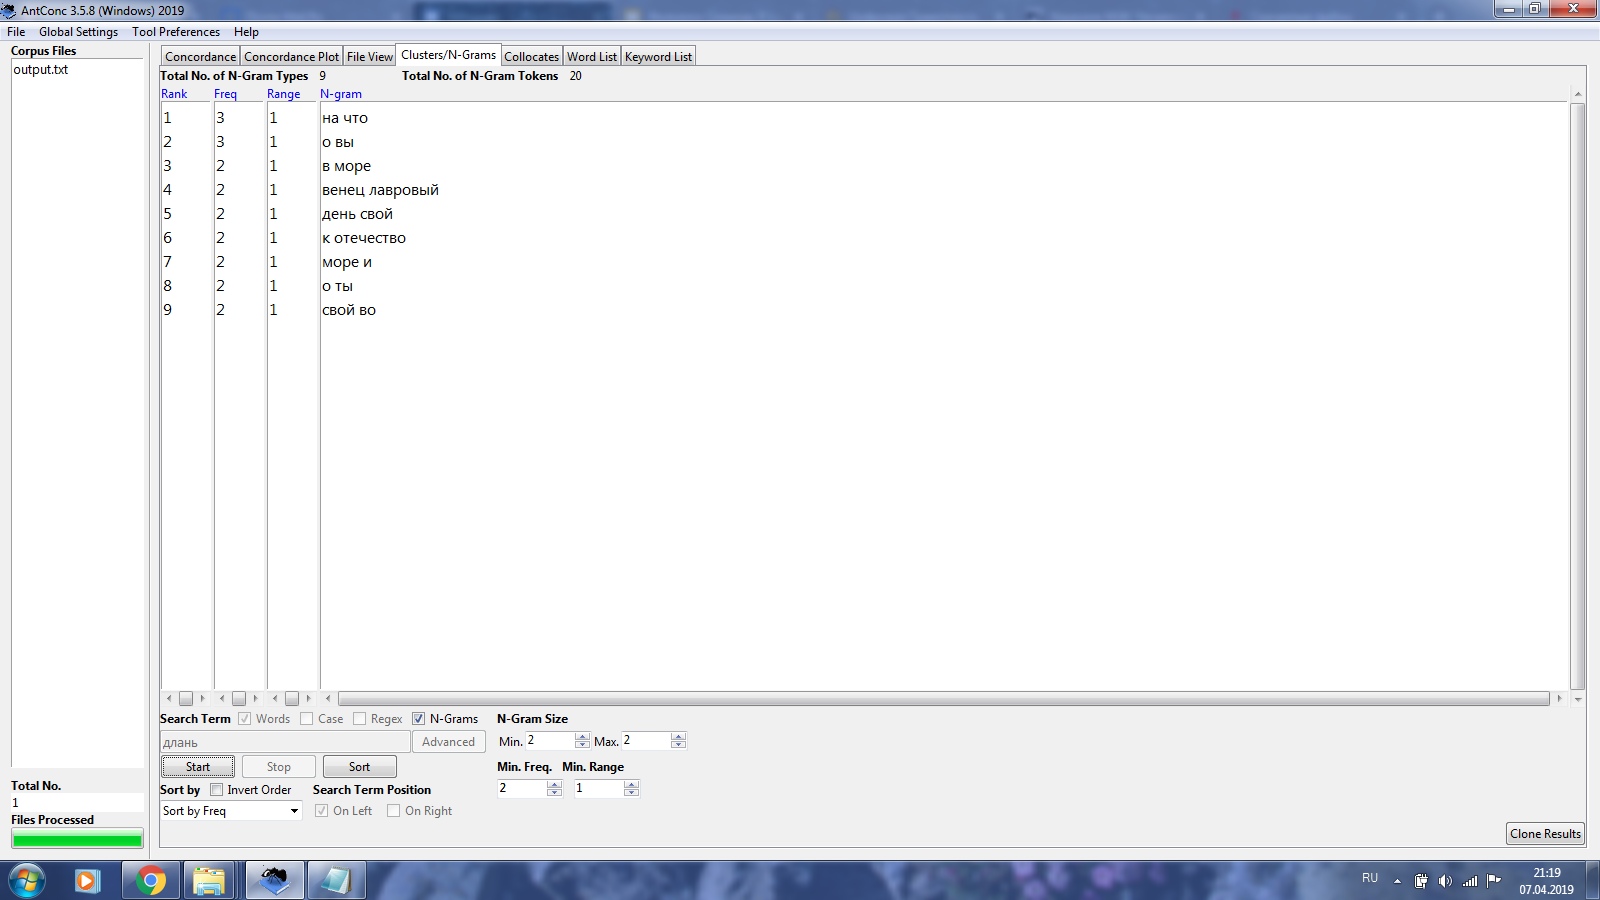 AntConc 3.5.8 (Windows) 2019
File Global Settings Tool Preferences Help
Corpus Files
output.txt
Concordance Concordance Plot File View Clusters/N-Grams Collocates Word List Keyword List
Total No. of N-Gram Types 9 Total No. of N-Gram Tokens 20
Rank Freq Range N-gram
1 3 1 на что
2 3 1 о вы
3 2 1 в море
4 2 1 венец лавровый
5 2 1 день свой
6 2 1 к отечество
7 2 1 море и
8 2 1 о ты
9 2 1 свой во
Search Term Words Case Regex N-Grams N-Gram Size
длань Advanced Min. 2 Max. 2
Start Stop Sort Min. Freq. Min. Range
Sort by Invert Order Search Term Position 2 1
Sort by Freq On Left On Right
Total No.
1
Files Processed
Clone Results
RU 21:19
07.04.2019